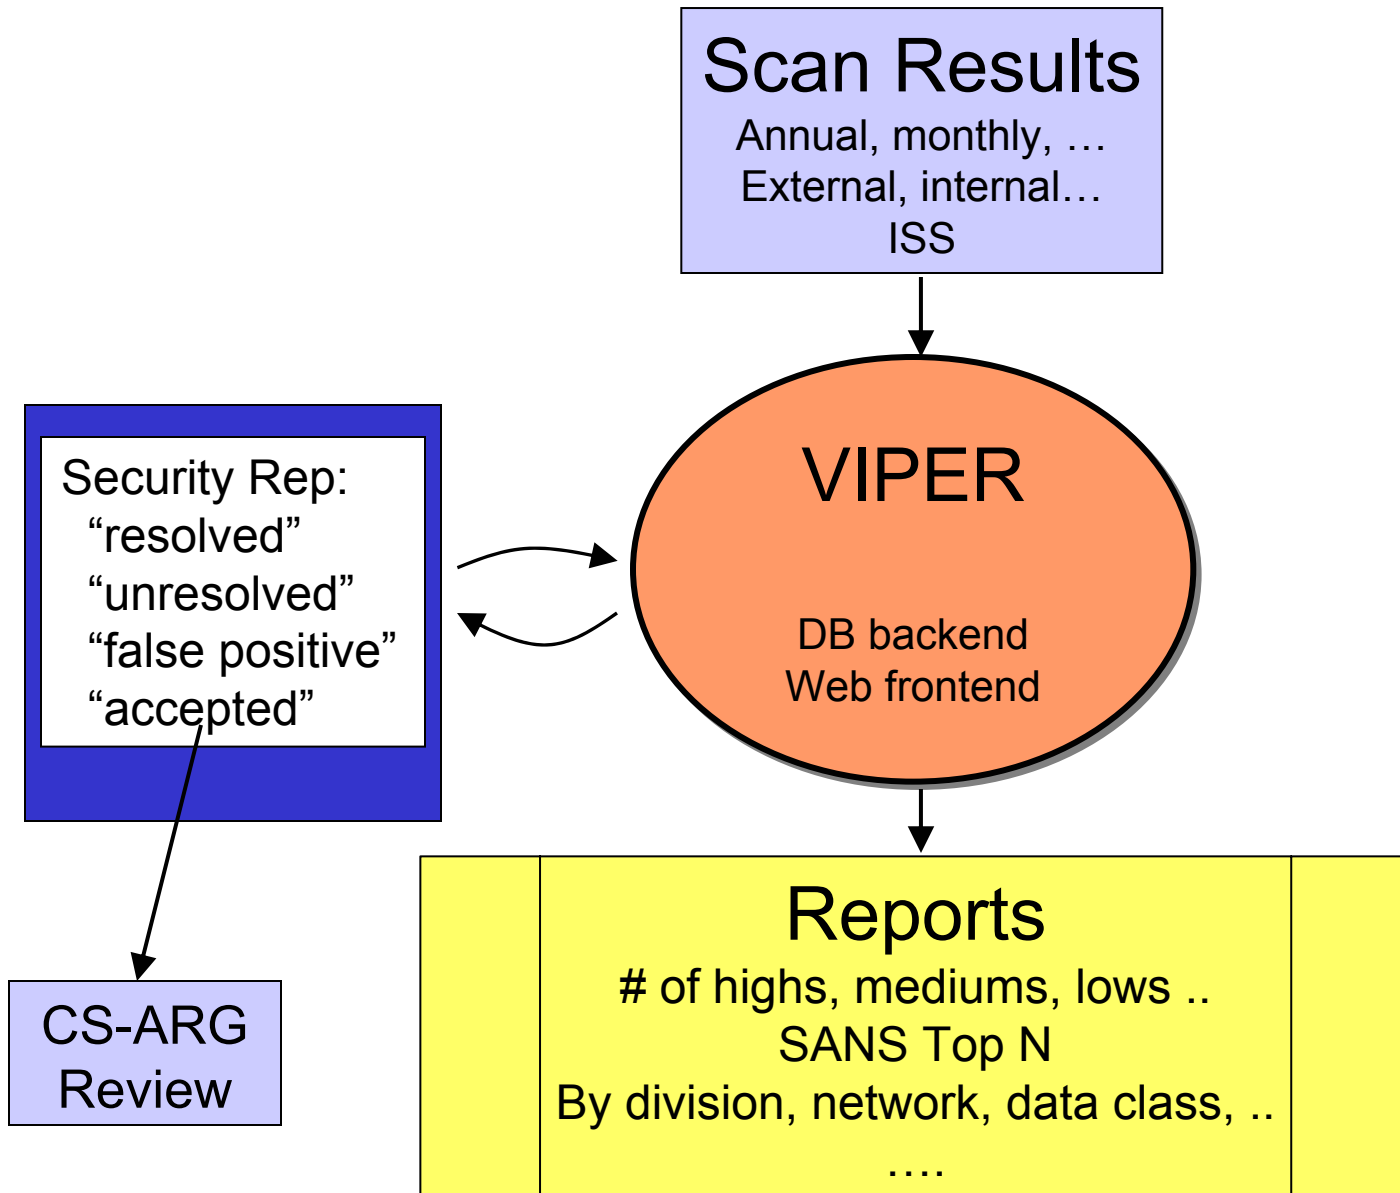 Scan Results
Annual, monthly, …
External, internal…
ISS
VIPER
DB backend
Web frontend
Security Rep:
“resolved”
“unresolved”
“false positive”
“accepted”
CS-ARG
Review
Reports
# of highs, mediums, lows ..
SANS Top N
By division, network, data class, ..
….